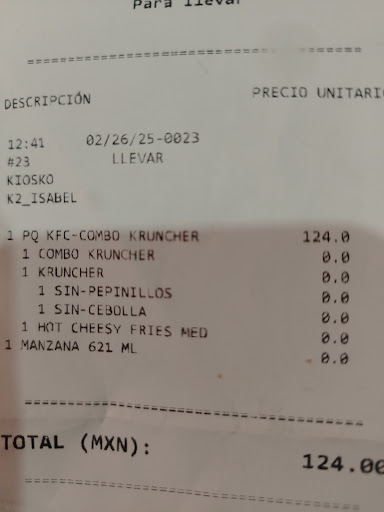 Para llevar
==========================================
DESCRIPCIÓN PRECIO UNITARI
12:41 02/26/25-0023
#23 LLEVAR
KIOSKO
K2_ISABEL
1 PQ KFC-COMBO KRUNCHER 124.0
1 COMBO KRUNCHER 0.0
1 KRUNCHER 0.0
1 SIN-PEPINILLOS 0.0
1 SIN-CEBOLLA 0.0
1 HOT CHEESY FRIES MED 0.0
1 MANZANA 621 ML 0.0
==========================================
TOTAL (MXN): 124.00
==========================================